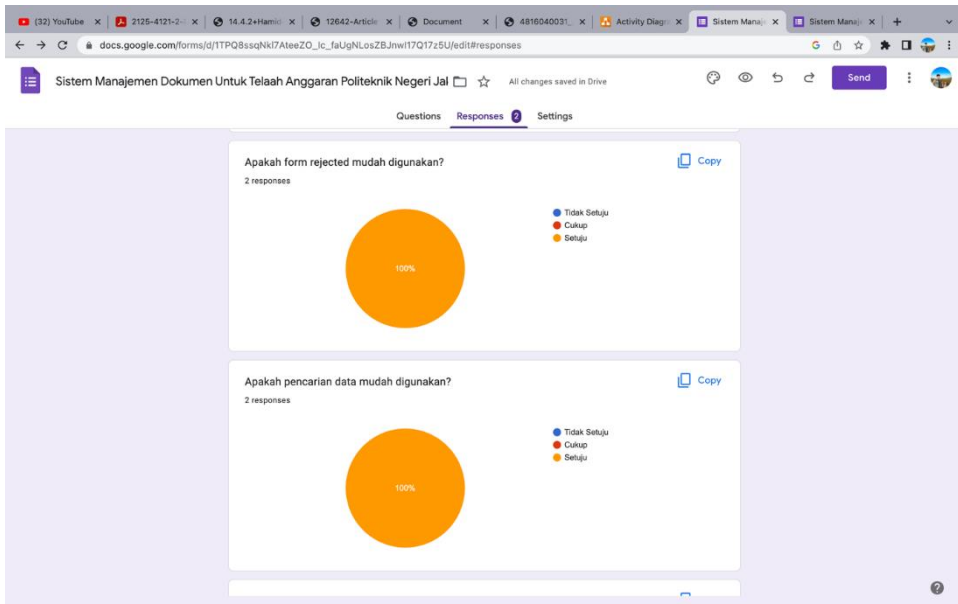 (32) YouTube
2125-4121-2-
14.4.2+Hamid
12642-Article
Document
4816040031_
Activity Diagr
Sistem Manaj
Sistem Manaj
docs.google.com/forms/d/1TPQ8ssqNkl7AteeZO_lc_faUgNLosZBJnwl17Q17z5U/edit#responses
Sistem Manajemen Dokumen Untuk Telaah Anggaran Politeknik Negeri Jal
All changes saved in Drive
Send
Questions Responses 2 Settings
Apakah form rejected mudah digunakan?
Copy
2 responses
Tidak Setuju
Cukup
Setuju
100%
Apakah pencarian data mudah digunakan?
Copy
2 responses
Tidak Setuju
Cukup
Setuju
100%